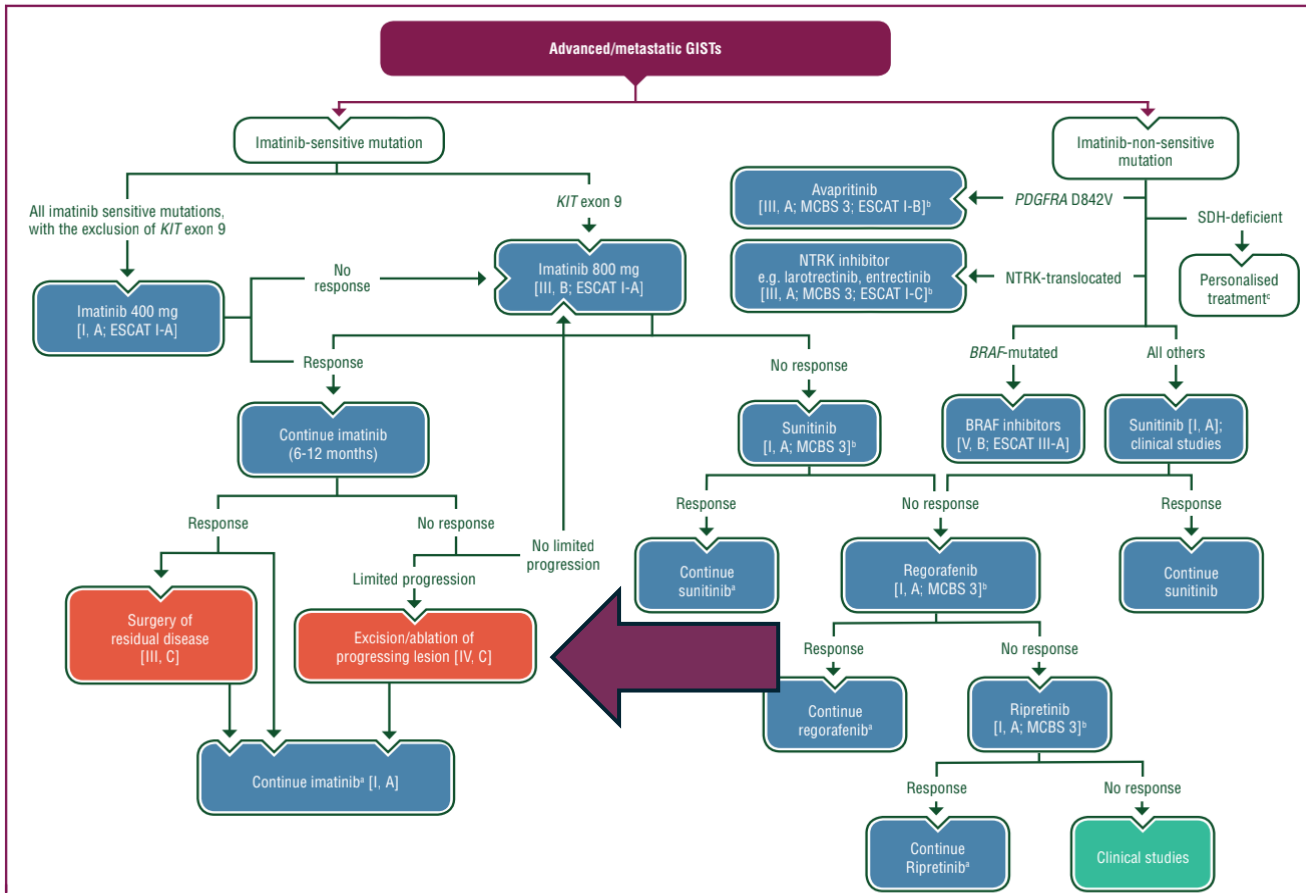 Advanced/metastatic GISTs
Imatinib-sensitive mutation
Imatinib-non-sensitive
mutation
All imatinib sensitive mutations,
with the exclusion of KIT exon 9
KIT exon 9
Avapritinib
[III, A; MCBS 3; ESCAT I-B]ᵇ
PDGFRA D842V
SDH-deficient
Imatinib 400 mg
[I, A; ESCAT I-A]
No
response
Imatinib 800 mg
[III, B; ESCAT I-A]
NTRK inhibitor
e.g. larotrectinib, entrectinib
[III, A; MCBS 3; ESCAT I-C]ᵇ
NTRK-translocated
Personalised
treatmentᶜ
Response
No response
BRAF-mutated
All others
Continue imatinib
(6-12 months)
Sunitinib
[I, A; MCBS 3]ᵇ
BRAF inhibitors
[V, B; ESCAT III-A]
Sunitinib [I, A];
clinical studies
Response
No response
No limited
progression
Limited progression
Response
No response
Response
Surgery of
residual disease
[III, C]
Excision/ablation of
progressing lesion [IV, C]
Continue
sunitinibᵃ
Regorafenib
[I, A; MCBS 3]ᵇ
Continue
sunitinib
Response
No response
Continue imatinibᵃ [I, A]
Continue
regorafenibᵃ
Ripretinib
[I, A; MCBS 3]ᵇ
Response
No response
Continue
Ripretinibᵃ
Clinical studies